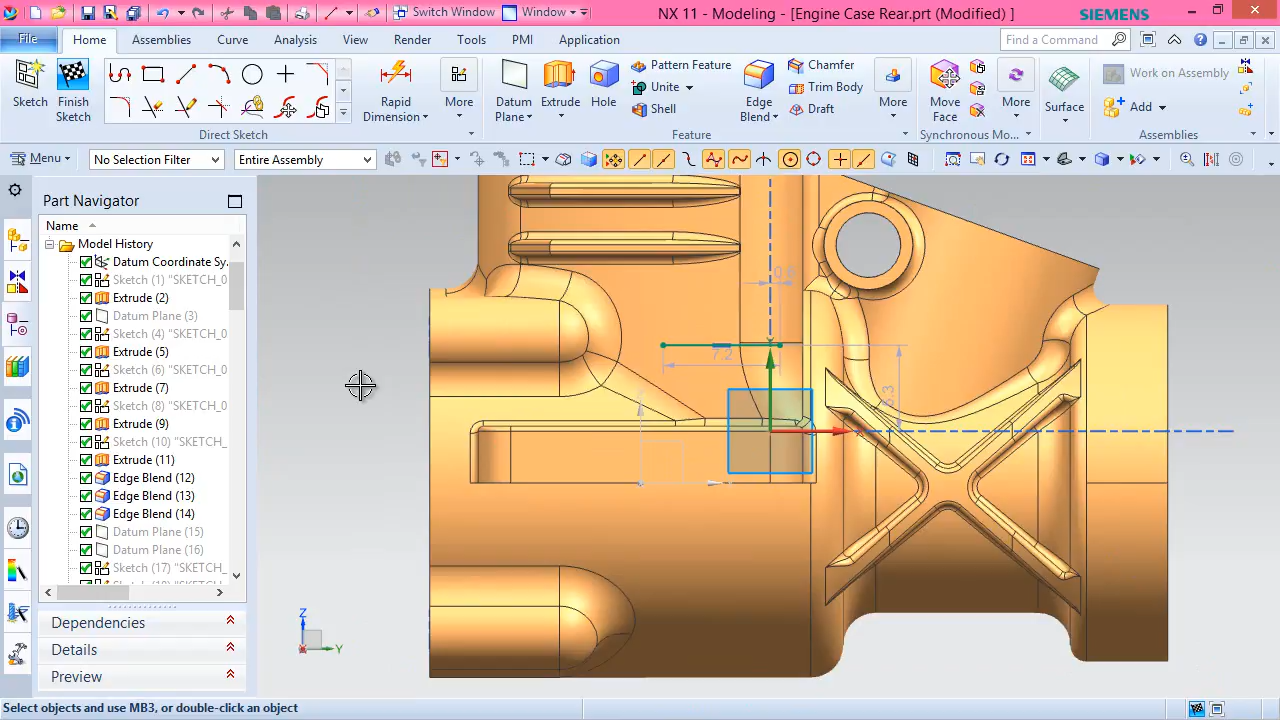 Switch Window Window NX 11 - Modeling - [Engine Case Rear.prt (Modified) ] SIEMENS
File Home Assemblies Curve Analysis View Render Tools PMI Application Find a Command
Sketch Finish Sketch Direct Sketch Rapid Dimension More
Datum Plane Extrude Hole Pattern Feature Unite Shell Edge Blend Chamfer Trim Body Draft More Feature
Move Face More Synchronous Mo... Surface Work on Assembly Add Assemblies
Menu No Selection Filter Entire Assembly
Part Navigator
Name
Model History
Datum Coordinate Sy.
Sketch (1) "SKETCH_0
Extrude (2)
Datum Plane (3)
Sketch (4) "SKETCH_0
Extrude (5)
Sketch (6) "SKETCH_0
Extrude (7)
Sketch (8) "SKETCH_0
Extrude (9)
Sketch (10) "SKETCH_
Extrude (11)
Edge Blend (12)
Edge Blend (13)
Edge Blend (14)
Datum Plane (15)
Datum Plane (16)
Sketch (17) "SKETCH_
Dependencies
Details
Preview
7.2
Z
Y
Select objects and use MB3, or double-click an object